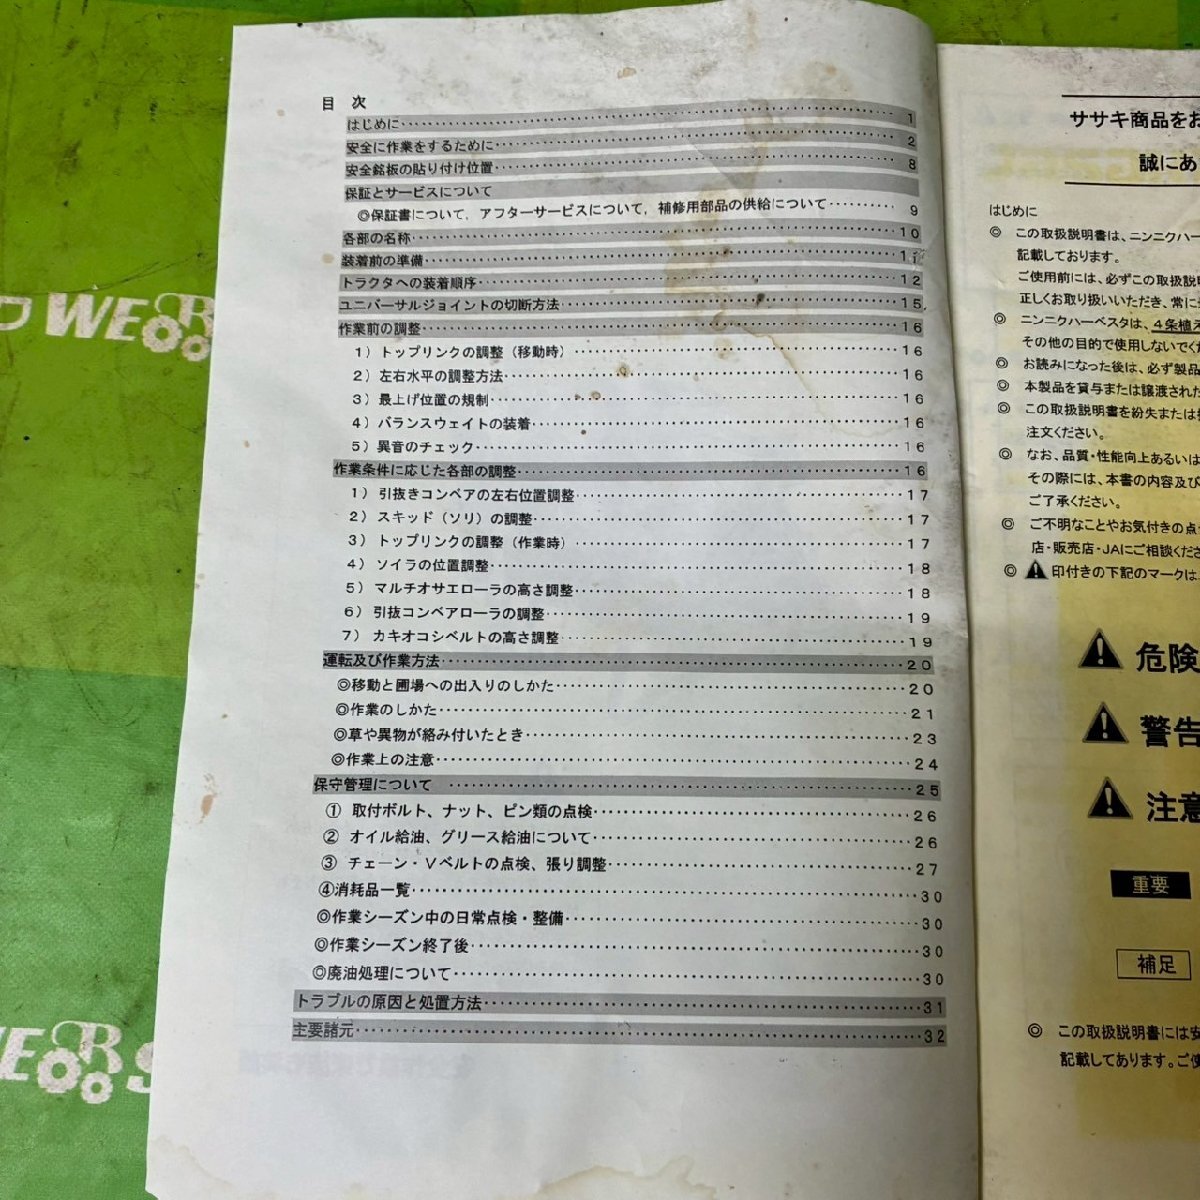 目 次
はじめに 1
安全に作業をするために 2
安全銘板の貼り付け位置 8
保証とサービスについて
◎保証書について，アフターサービスについて，補修用部品の供給について 9
各部の名称 10
装着前の準備 11
トラクタへの装着順序 12
ユニバーサルジョイントの切断方法 15
作業前の調整 16
1）トップリンクの調整（移動時） 16
2）左右水平の調整方法 16
3）最上げ位置の規制 16
4）バランスウェイトの装着 16
5）異音のチェック 16
作業条件に応じた各部の調整 16
1）引抜きコンベアの左右位置調整 17
2）スキッド（ソリ）の調整 17
3）トップリンクの調整（作業時） 17
4）ソイラの位置調整 18
5）マルチオサエローラの高さ調整 18
6）引抜コンベアローラの調整 19
7）カキオコシベルトの高さ調整 19
運転及び作業方法 20
◎移動と圃場への出入りのしかた 20
◎作業のしかた 21
◎草や異物が絡み付いたとき 23
◎作業上の注意 24
保守管理について 25
① 取付ボルト、ナット、ピン類の点検 26
② オイル給油、グリース給油について 26
③ チェーン・Ｖベルトの点検、張り調整 27
④消耗品一覧 30
◎作業シーズン中の日常点検・整備 30
◎作業シーズン終了後 30
◎廃油処理について 30
トラブルの原因と処置方法 31
主要諸元 32
ササキ商品をお
誠にあ
はじめに
◎ この取扱説明書は、ニンニクハー
記載しております。
ご使用前には、必ずこの取扱説明
正しくお取り扱いいただき、常に
◎ ニンニクハーベスタは、4条植え
その他の目的で使用しないでく
◎ お読みになった後は、必ず製品
◎ 本製品を貸与または譲渡された
◎ この取扱説明書を紛失または
注文ください。
◎ なお、品質・性能向上あるいは
その際には、本書の内容及び
ご了承ください。
◎ ご不明なことやお気付きの点
店・販売店・JAにご相談くださ
◎ 印付きの下記のマークは
危険
警告
注意
重要
補足
◎ この取扱説明書には安
記載してあります。ご使
WE
WE